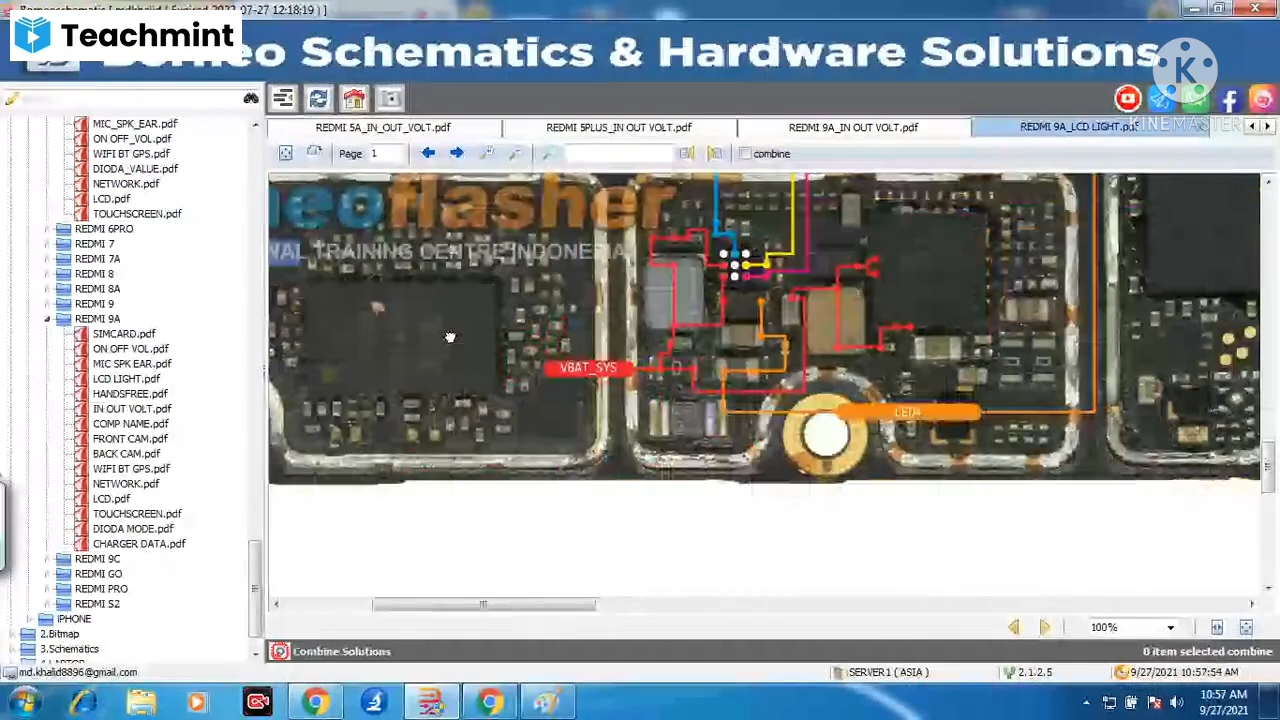 Teachmint
Borneo Schematics & Hardware Solutions
K
KINEMASTER
REDMI 5A_IN_OUT_VOLT.pdf
REDMI 5PLUS_IN OUT VOLT.pdf
REDMI 9A_IN OUT VOLT.pdf
REDMI 9A_LCD LIGHT.pdf
Page 1
combine
MIC_SPK_EAR.pdf
ON OFF_VOL.pdf
WIFI BT GPS.pdf
DIODA_VALUE.pdf
NETWORK.pdf
LCD.pdf
TOUCHSCREEN.pdf
REDMI 6PRO
REDMI 7
REDMI 7A
REDMI 8
REDMI 8A
REDMI 9
REDMI 9A
SIMCARD.pdf
ON OFF VOL.pdf
MIC SPK EAR.pdf
LCD LIGHT.pdf
HANDSFREE.pdf
IN OUT VOLT.pdf
COMP NAME.pdf
FRONT CAM.pdf
BACK CAM.pdf
WIFI BT GPS.pdf
NETWORK.pdf
LCD.pdf
TOUCHSCREEN.pdf
DIODA MODE.pdf
CHARGER DATA.pdf
REDMI 9C
REDMI GO
REDMI PRO
REDMI S2
IPHONE
2.Bitmap
3.Schematics
eoflasher
NAL TRAINING CENTRE INDONESIA
VBAT_SYS
100%
Combine Solutions
0 item selected combine
md.khalid8896@gmail.com
SERVER1 ( ASIA )
2.1.2.5
9/27/2021 10:57:54 AM
10:57 AM
9/27/2021